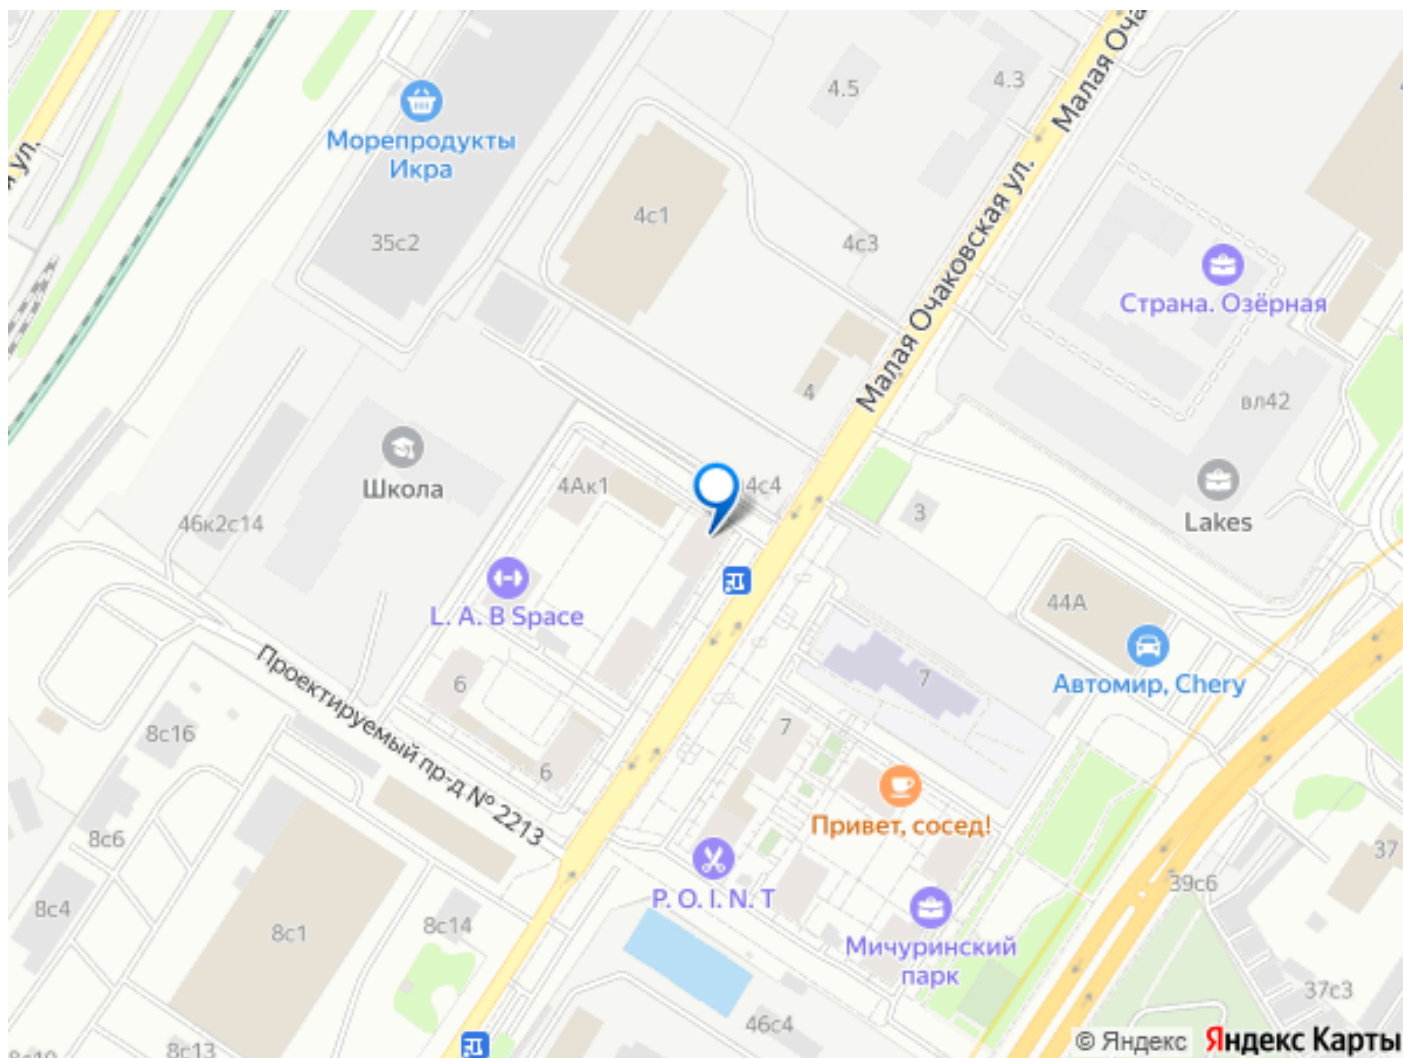 Малая Оча
4.5
4.3
Морепродукты
Икра
ул.
4с1
35с2
4с3
Малая Очаковская ул.
Страна. Озёрная
4
вл42
Школа
4Ак1
4с4
Lakes
46к2с14
3
L. A. B Space
44А
Автомир, Chery
Проектируемый пр-д № 2213
6
7
8с16
7
6
Привет, сосед!
8с6
37
P. O. I. N. T
39с6
8с4
8с1
8с14
Мичуринский
парк
37с3
46с4
8с13
© Яндекс Яндекс Карты